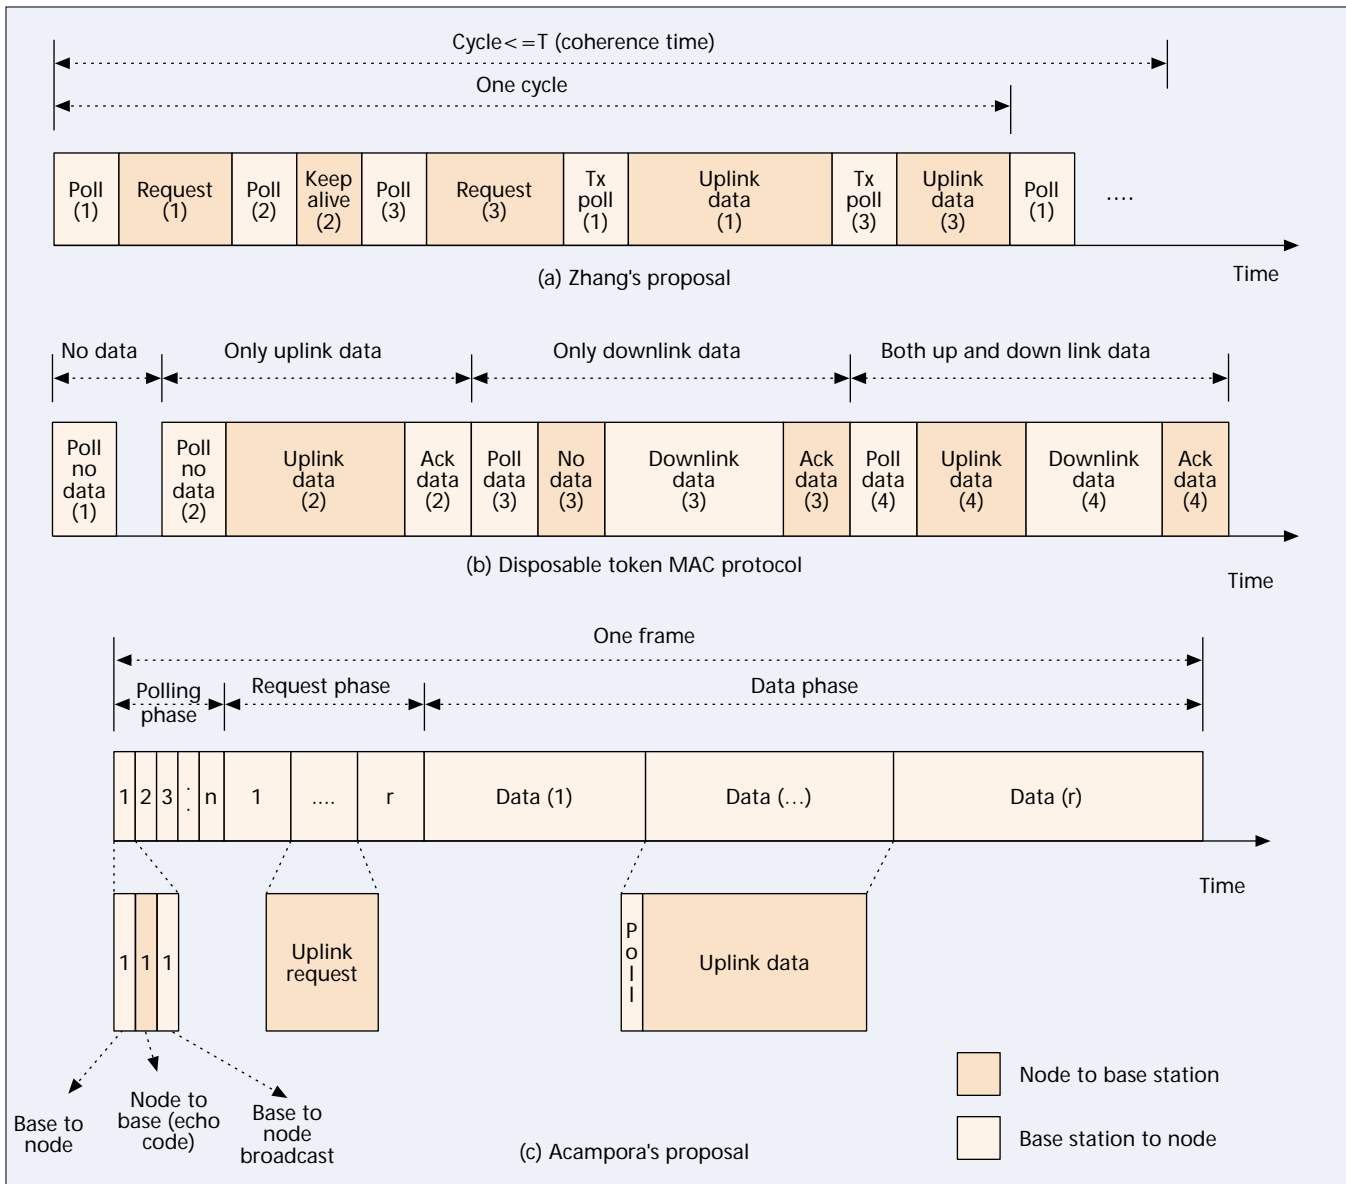 Cycle<=T (coherence time)
One cycle
Poll (1)
Request (1)
Poll (2)
Keep alive (2)
Poll (3)
Request (3)
Tx poll (1)
Uplink data (1)
Tx poll (3)
Uplink data (3)
Poll (1)
....
Time
(a) Zhang's proposal
No data
Only uplink data
Only downlink data
Both up and down link data
Poll no data (1)
Poll no data (2)
Uplink data (2)
Ack data (2)
Poll data (3)
No data (3)
Downlink data (3)
Ack data (3)
Poll data (4)
Uplink data (4)
Downlink data (4)
Ack data (4)
(b) Disposable token MAC protocol
Time
One frame
Polling phase
Request phase
Data phase
1 2 3 : n 1 .... r Data (1) Data (...) Data (r)
Time
1 1 1
Uplink request
Poll
Uplink data
Base to node
Node to base (echo code)
Base to node broadcast
(c) Acampora's proposal
Node to base station
Base station to node